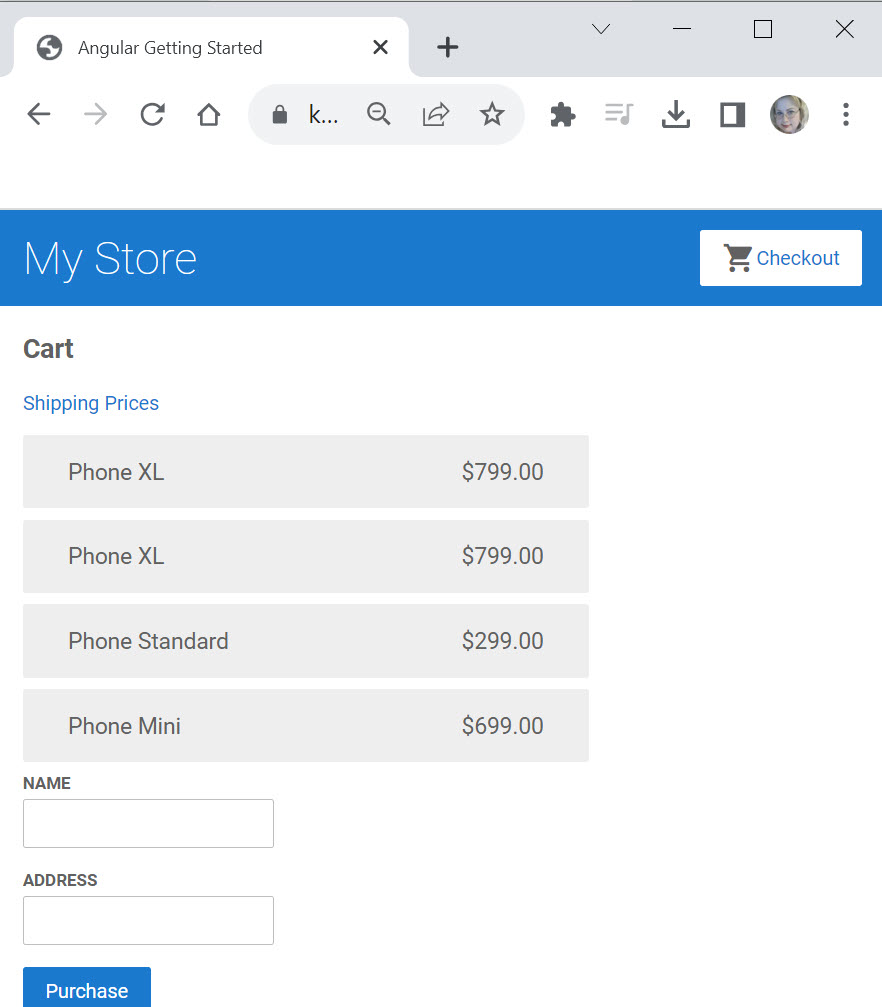 Angular Getting Started
k...
My Store
Checkout
Cart
Shipping Prices
Phone XL $799.00
Phone XL $799.00
Phone Standard $299.00
Phone Mini $699.00
NAME
ADDRESS
Purchase